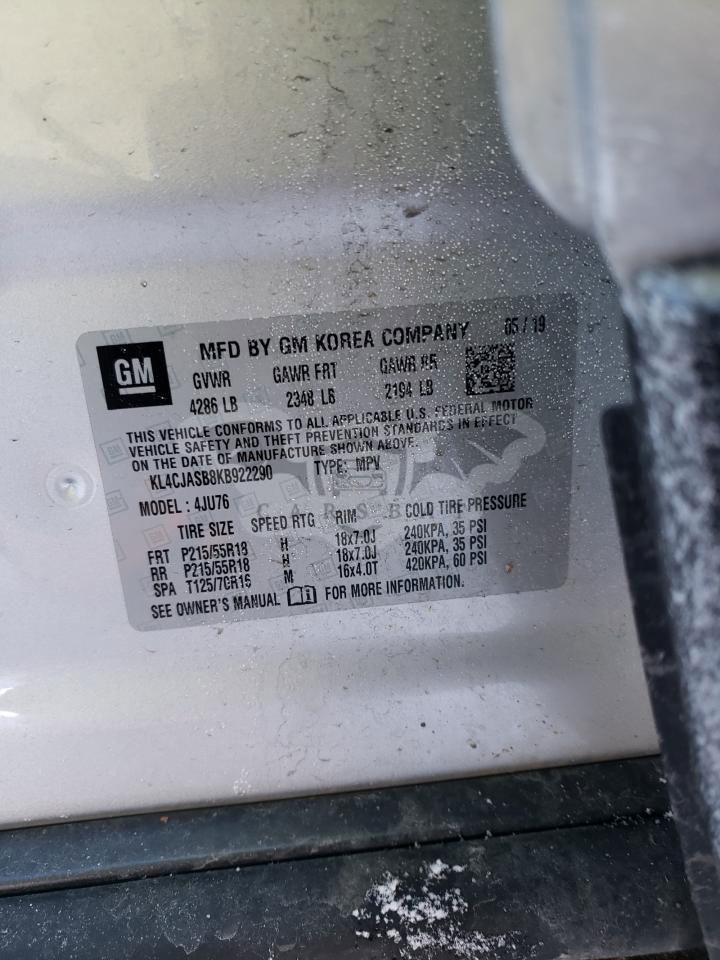 GM
MFD BY GM KOREA COMPANY 05/19
GVWR GAWR FRT GAWR RR
4286 LB 2348 LB 2194 LB
THIS VEHICLE CONFORMS TO ALL APPLICABLE U.S. FEDERAL MOTOR
VEHICLE SAFETY AND THEFT PREVENTION STANDARDS IN EFFECT
ON THE DATE OF MANUFACTURE SHOWN ABOVE.
KL4CJASB8KB922290 TYPE: MPV
MODEL : 4JU76
TIRE SIZE SPEED RTG RIM COLD TIRE PRESSURE
FRT P215/55R18 H 18x7.0J 240KPA, 35 PSI
RR P215/55R18 H 18x7.0J 240KPA, 35 PSI
SPA T125/70R16 M 16x4.0T 420KPA, 60 PSI
SEE OWNER'S MANUAL FOR MORE INFORMATION.